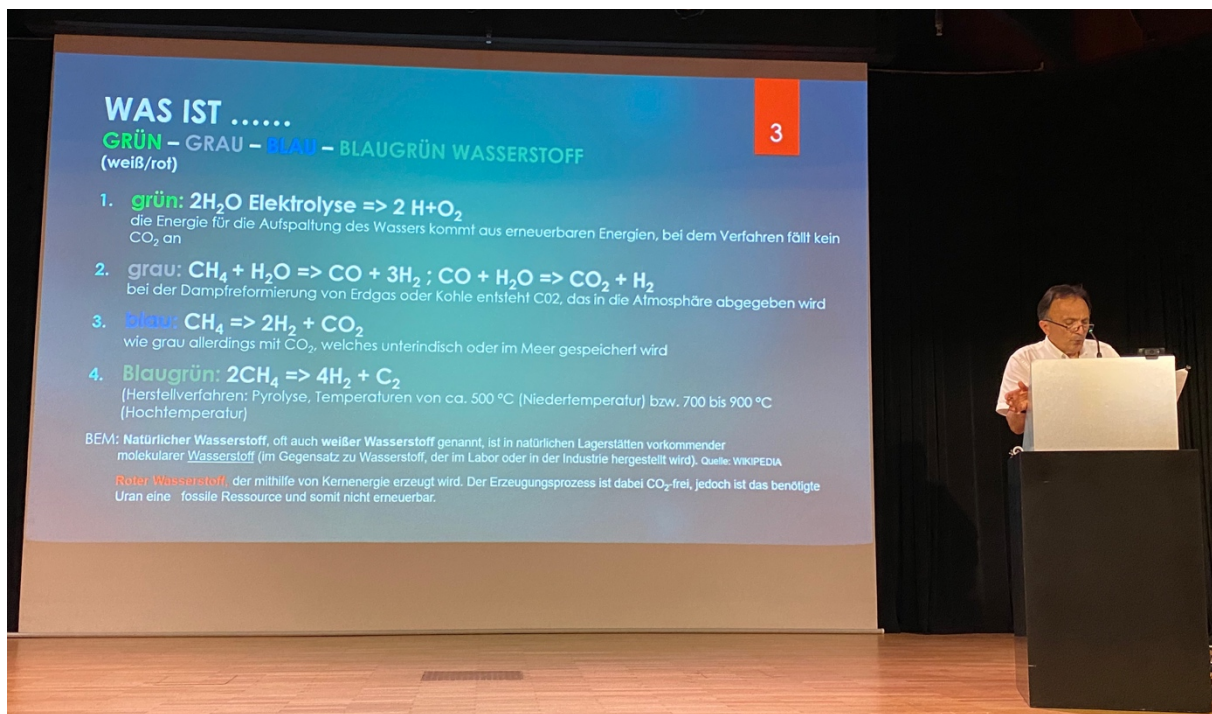 WAS IST ......
3
GRÜN – GRAU – BLAU – BLAUGRÜN WASSERSTOFF
(weiß/rot)
1. grün: 2H₂O Elektrolyse => 2 H+O₂
die Energie für die Aufspaltung des Wassers kommt aus erneuerbaren Energien, bei dem Verfahren fällt kein
CO₂ an
2. grau: CH₄ + H₂O => CO + 3H₂ ; CO + H₂O => CO₂ + H₂
bei der Dampfreformierung von Erdgas oder Kohle entsteht C02, das in die Atmosphäre abgegeben wird
3. blau: CH₄ => 2H₂ + CO₂
wie grau allerdings mit CO₂, welches unterindisch oder im Meer gespeichert wird
4. Blaugrün: 2CH₄ => 4H₂ + C₂
(Herstellverfahren: Pyrolyse, Temperaturen von ca. 500 °C (Niedertemperatur) bzw. 700 bis 900 °C
(Hochtemperatur)
BEM: Natürlicher Wasserstoff, oft auch weißer Wasserstoff genannt, ist in natürlichen Lagerstätten vorkommender
molekularer Wasserstoff (im Gegensatz zu Wasserstoff, der im Labor oder in der Industrie hergestellt wird). Quelle: WIKIPEDIA
Roter Wasserstoff, der mithilfe von Kernenergie erzeugt wird. Der Erzeugungsprozess ist dabei CO₂-frei, jedoch ist das benötigte
Uran eine fossile Ressource und somit nicht erneuerbar.